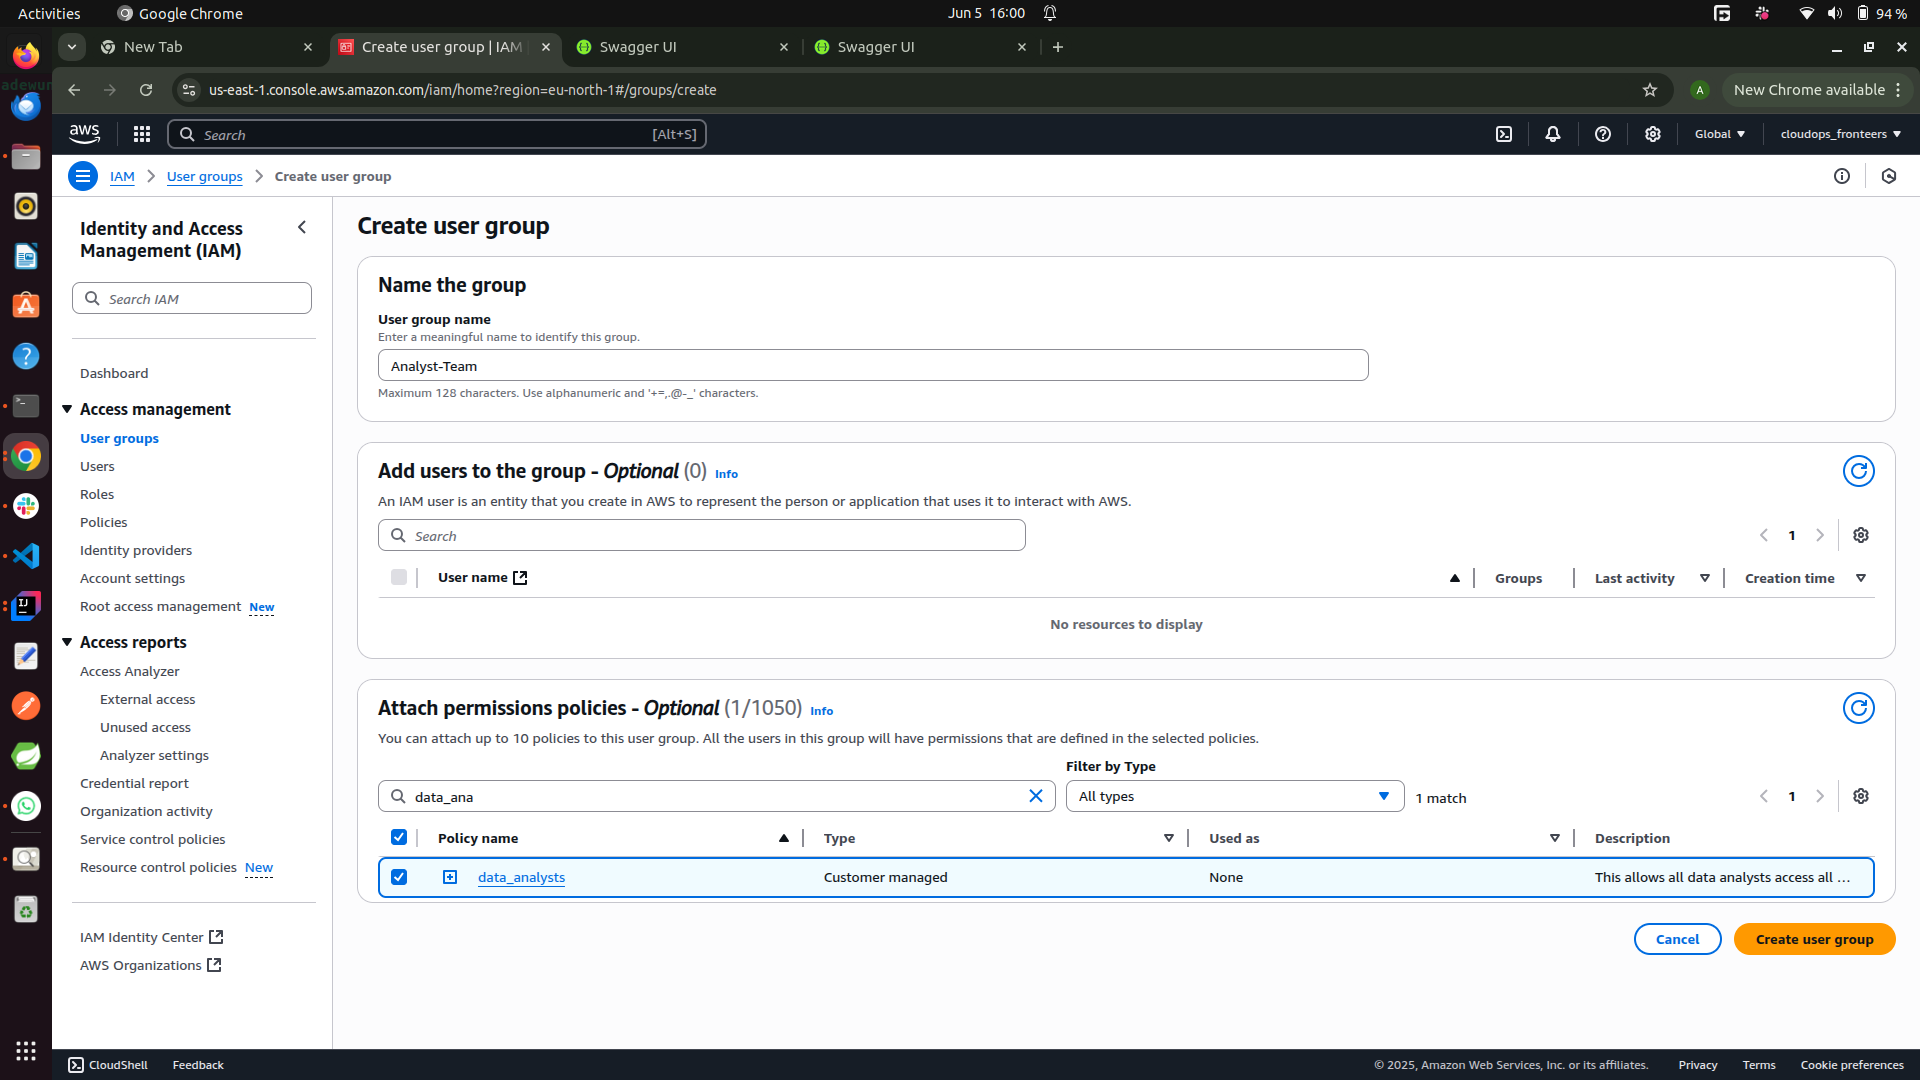 Activities
Google Chrome
Jun 5 16:00
94 %
New Tab
Create user group | IAM
Swagger UI
Swagger UI
us-east-1.console.aws.amazon.com/iam/home?region=eu-north-1#/groups/create
A
New Chrome available
aws
Search
[Alt+S]
Global
cloudops_fronteers
IAM
User groups
Create user group
Identity and Access
Management (IAM)
Search IAM
Dashboard
Access management
User groups
Users
Roles
Policies
Identity providers
Account settings
Root access management New
Access reports
Access Analyzer
External access
Unused access
Analyzer settings
Credential report
Organization activity
Service control policies
Resource control policies New
IAM Identity Center
AWS Organizations
Create user group
Name the group
User group name
Enter a meaningful name to identify this group.
Analyst-Team
Maximum 128 characters. Use alphanumeric and '+=,.@-_' characters.
Add users to the group - Optional (0) Info
An IAM user is an entity that you create in AWS to represent the person or application that uses it to interact with AWS.
Search
1
User name
Groups
Last activity
Creation time
No resources to display
Attach permissions policies - Optional (1/1050) Info
You can attach up to 10 policies to this user group. All the users in this group will have permissions that are defined in the selected policies.
Filter by Type
data_ana
All types
1 match
1
Policy name
Type
Used as
Description
data_analysts
Customer managed
None
This allows all data analysts access all ...
Cancel
Create user group
CloudShell
Feedback
© 2025, Amazon Web Services, Inc. or its affiliates.
Privacy
Terms
Cookie preferences